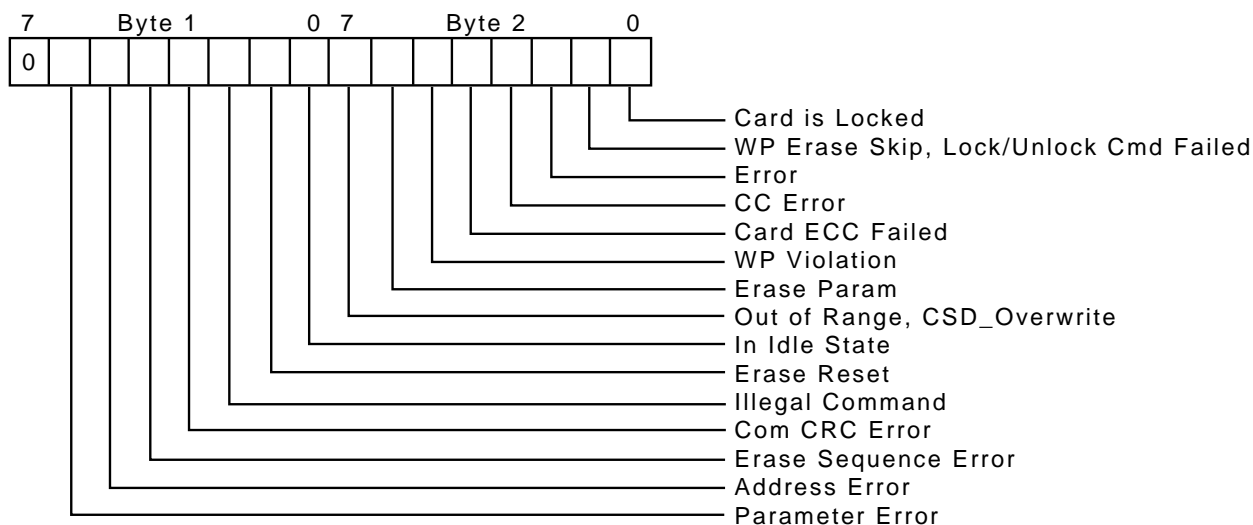 7 Byte 1 0 7 Byte 2 0
0
Card is Locked
WP Erase Skip, Lock/Unlock Cmd Failed
Error
CC Error
Card ECC Failed
WP Violation
Erase Param
Out of Range, CSD_Overwrite
In Idle State
Erase Reset
Illegal Command
Com CRC Error
Erase Sequence Error
Address Error
Parameter Error